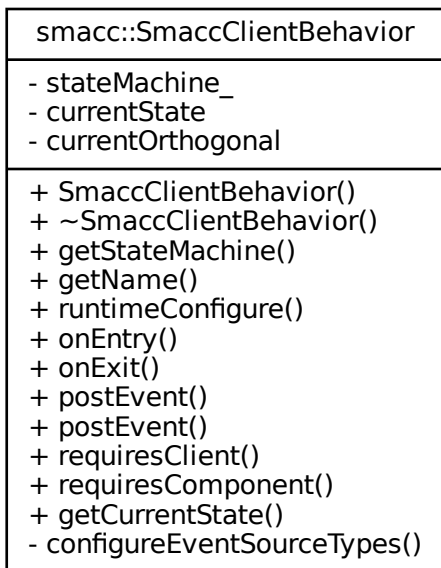 smacc::SmaccClientBehavior
- stateMachine_
- currentState
- currentOrthogonal
+ SmaccClientBehavior()
+ ~SmaccClientBehavior()
+ getStateMachine()
+ getName()
+ runtimeConfigure()
+ onEntry()
+ onExit()
+ postEvent()
+ postEvent()
+ requiresClient()
+ requiresComponent()
+ getCurrentState()
- configureEventSourceTypes()